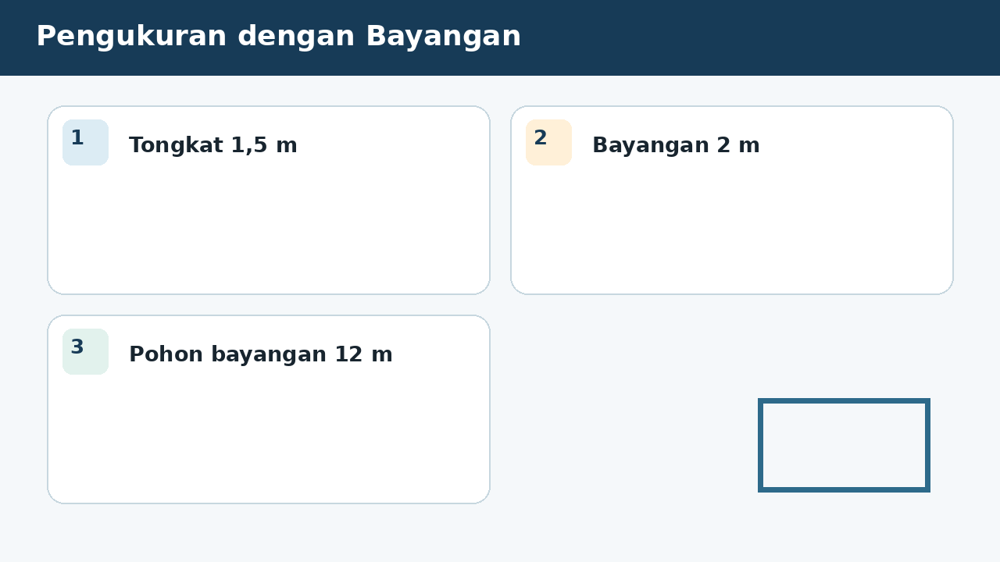 Pengukuran dengan Bayangan
1
Tongkat 1,5 m
2
Bayangan 2 m
3
Pohon bayangan 12 m